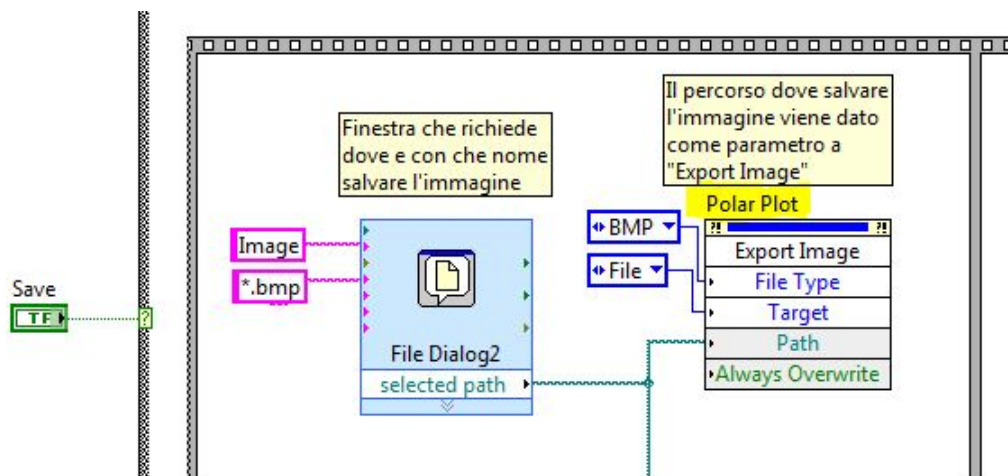 Il percorso dove salvare
l'immagine viene dato
come parametro a
"Export Image"
Finestra che richiede
dove e con che nome
salvare l'immagine
Polar Plot
?! ?!
Export Image
File Type
Target
Path
Always Overwrite
BMP
File
Image
*.bmp
File Dialog2
selected path
Save
TF
?